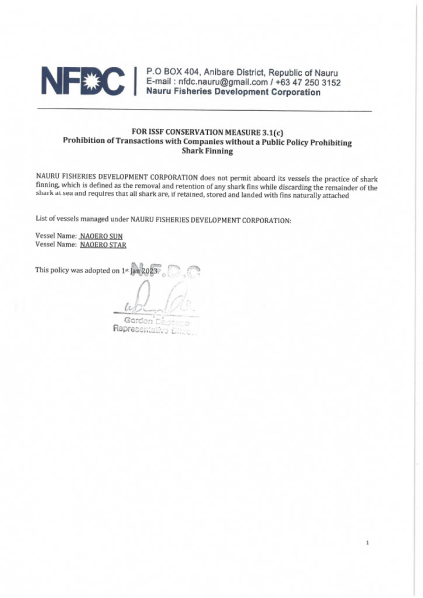 NFDC
P.O BOX 404, Anibare District, Republic of Nauru
E-mail : nfdc.nauru@gmail.com / +63 47 250 3152
Nauru Fisheries Development Corporation
FOR ISSF CONSERVATION MEASURE 3.1(c)
Prohibition of Transactions with Companies without a Public Policy Prohibiting
Shark Finning
NAURU FISHERIES DEVELOPMENT CORPORATION does not permit aboard its vessels the practice of shark
finning, which is defined as the removal and retention of any shark fins while discarding the remainder of the
shark at sea and requires that all shark are, if retained, stored and landed with fins naturally attached
List of vessels managed under NAURU FISHERIES DEVELOPMENT CORPORATION:
Vessel Name: NAOERO SUN
Vessel Name: NAOERO STAR
This policy was adopted on 1st Jan 2023
N.F.D.C
Gordon
Representative
1